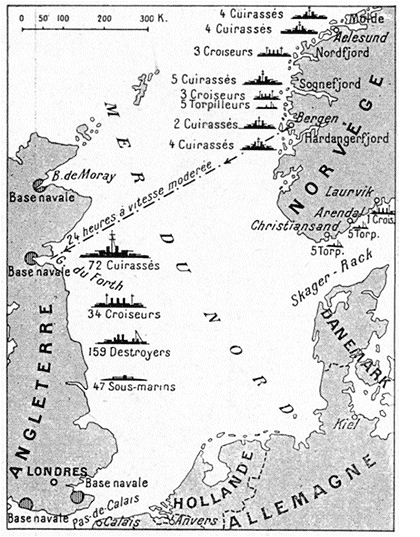 50 100 200 300 K.
4 Cuirassés
Molde
4 Cuirassés
Aelesund
3 Croiseurs
Nordfjord
5 Cuirassés
Sognefjord
3 Croiseurs
5 Torpilleurs
Bergen
2 Cuirassés
Hardangerfjord
4 Cuirassés
NORVÈGE
MER DU NORD
B. de Moray
Base navale
24 heures à vitesse modérée
Laurvik
Arendal
1 Crois.
Christiansand
5 Torp.
5 Torp.
Base navale
G. du Forth
72 Cuirassés
Skager-Rack
34 Croiseurs
DANEMARK
159 Destroyers
47 Sous-marins
Kiel
ANGLETERRE
LONDRES
Base navale
Base navale
Pas-de-Calais
Calais
Anvers
HOLLANDE
ALLEMAGNE